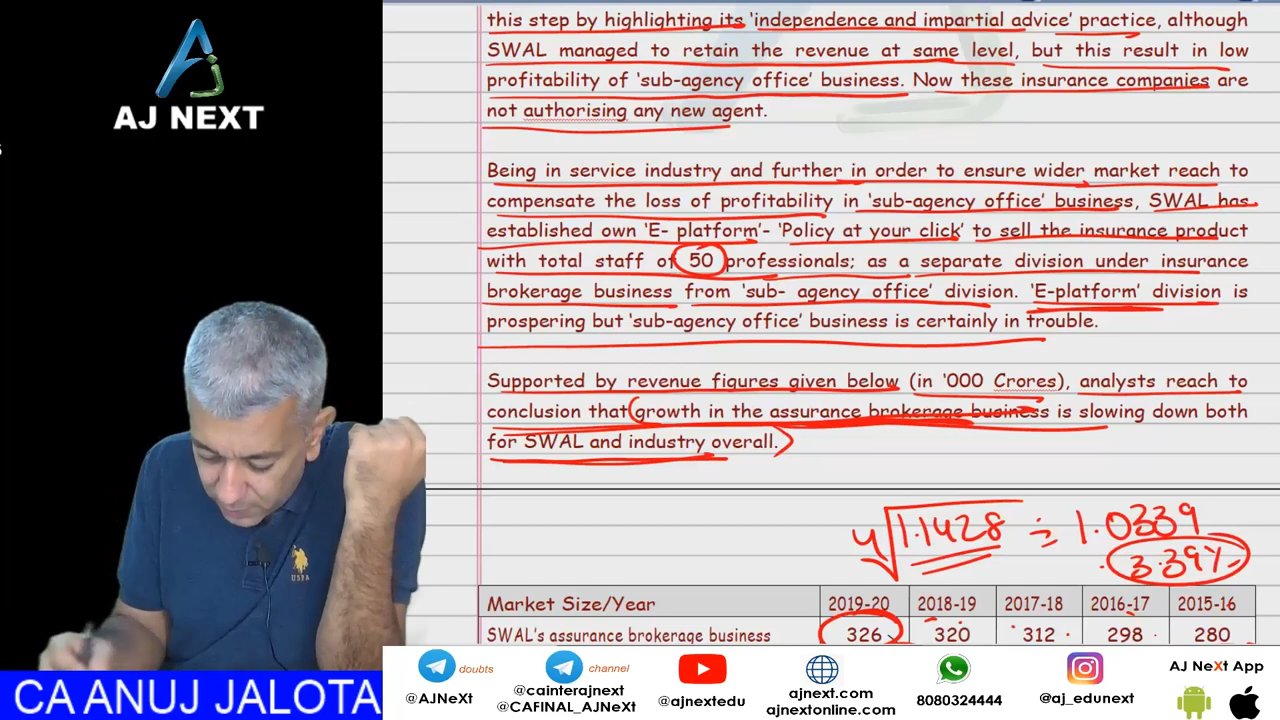 AJ NEXT
this step by highlighting its 'independence and impartial advice' practice, although
SWAL managed to retain the revenue at same level, but this result in low
profitability of 'sub-agency office' business. Now these insurance companies are
not authorising any new agent.
Being in service industry and further in order to ensure wider market reach to
compensate the loss of profitability in 'sub-agency office' business, SWAL has
established own 'E- platform'- 'Policy at your click' to sell the insurance product
with total staff of 50 professionals; as a separate division under insurance
brokerage business from 'sub- agency office' division. 'E-platform' division is
prospering but 'sub-agency office' business is certainly in trouble.
Supported by revenue figures given below (in '000 Crores), analysts reach to
conclusion that growth in the assurance brokerage business is slowing down both
for SWAL and industry overall.
4√1.1428 = 1.0339
3.39%
Market Size/Year 2019-20 2018-19 2017-18 2016-17 2015-16
SWAL's assurance brokerage business 326 320 312 298 280
USPA
CA ANUJ JALOTA
doubts
@AJNeXt
channel
@cainterajnext
@CAFINAL_AJNeXt
@ajnextedu
ajnext.com
ajnextonline.com
8080324444
@aj_edunext
AJ NeXt App